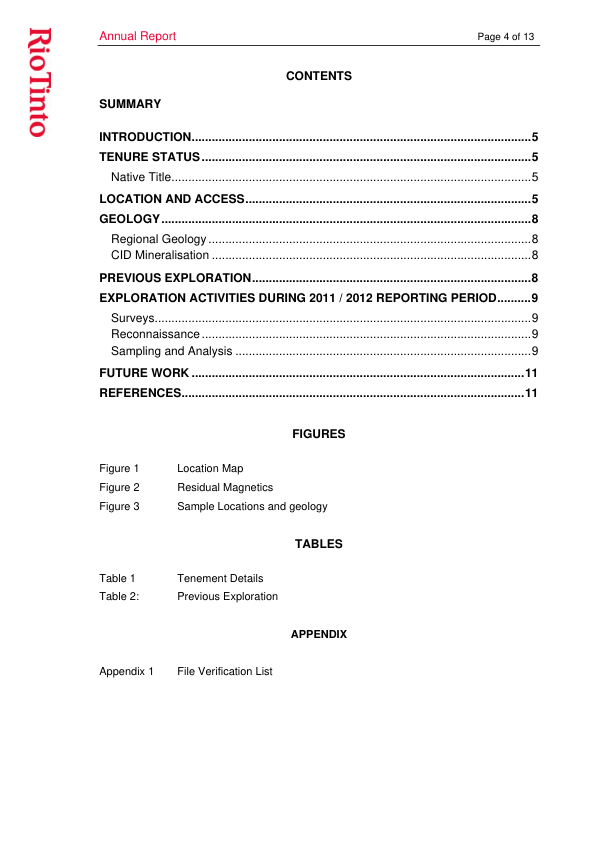 RioTinto
Annual Report Page 4 of 13
CONTENTS
SUMMARY
INTRODUCTION....................................................................................................5
TENURE STATUS..................................................................................................5
Native Title...........................................................................................................5
LOCATION AND ACCESS.....................................................................................5
GEOLOGY..............................................................................................................8
Regional Geology.................................................................................................8
CID Mineralisation................................................................................................8
PREVIOUS EXPLORATION...................................................................................8
EXPLORATION ACTIVITIES DURING 2011 / 2012 REPORTING PERIOD..........9
Surveys.................................................................................................................9
Reconnaissance...................................................................................................9
Sampling and Analysis.........................................................................................9
FUTURE WORK...................................................................................................11
REFERENCES......................................................................................................11
FIGURES
Figure 1 Location Map
Figure 2 Residual Magnetics
Figure 3 Sample Locations and geology
TABLES
Table 1 Tenement Details
Table 2: Previous Exploration
APPENDIX
Appendix 1 File Verification List